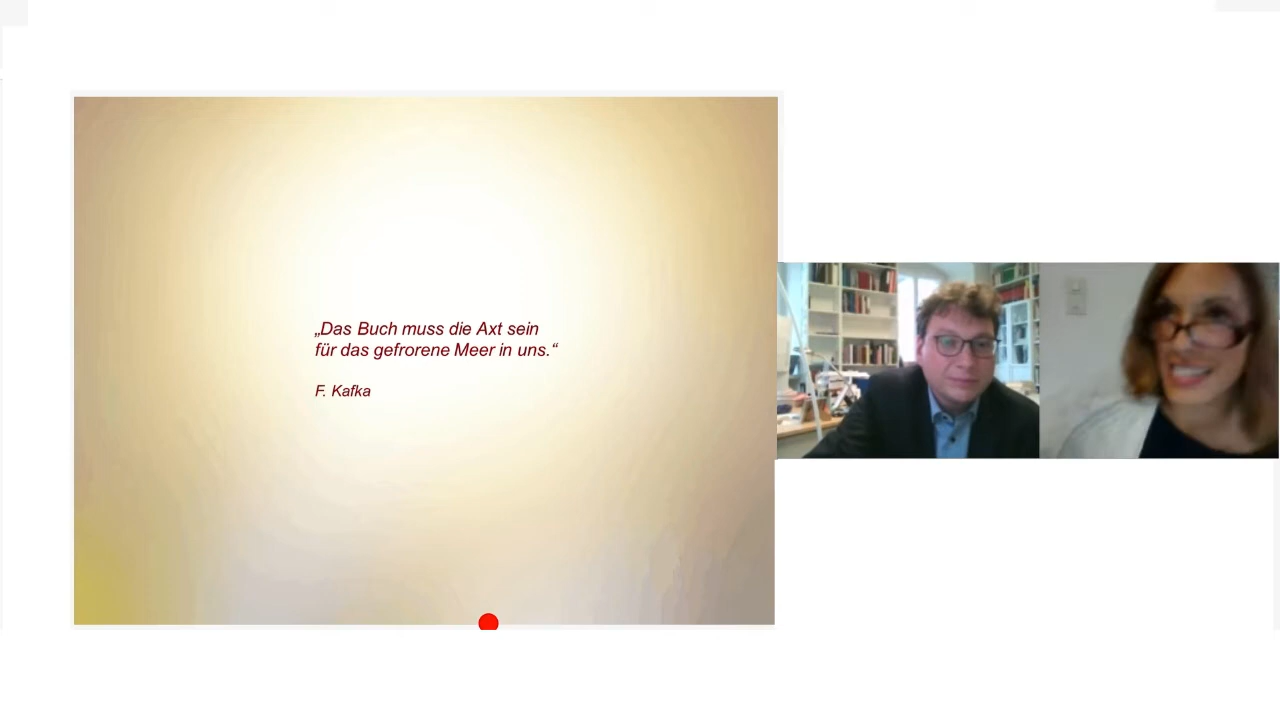 „Das Buch muss die Axt sein
für das gefrorene Meer in uns.“
F. Kafka